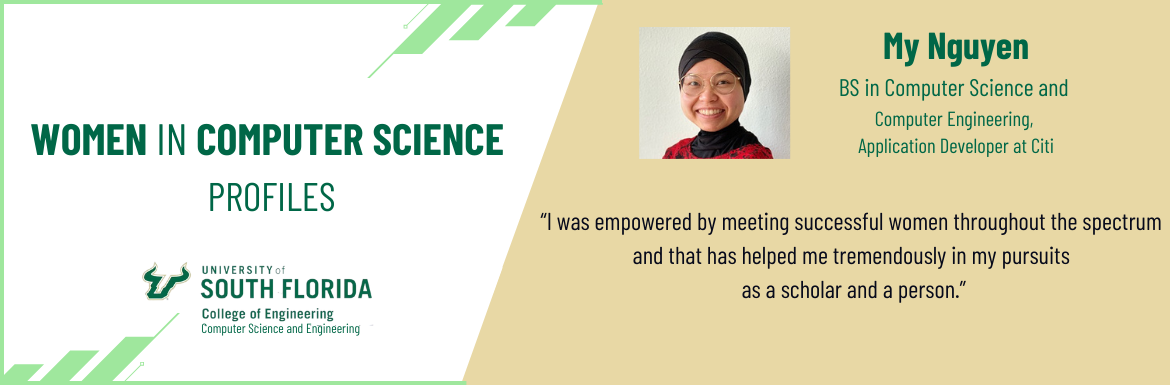 WOMEN IN COMPUTER SCIENCE
PROFILES
UNIVERSITY of
SOUTH FLORIDA
College of Engineering
Computer Science and Engineering
My Nguyen
BS in Computer Science and
Computer Engineering,
Application Developer at Citi
“I was empowered by meeting successful women throughout the spectrum
and that has helped me tremendously in my pursuits
as a scholar and a person.”